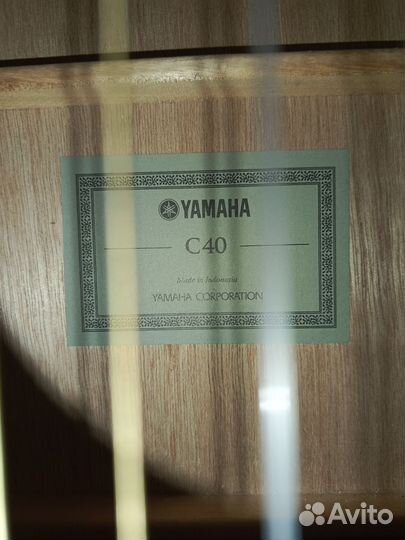 YAMAHA
C40
Made in Indonesia
YAMAHA CORPORATION
Avito